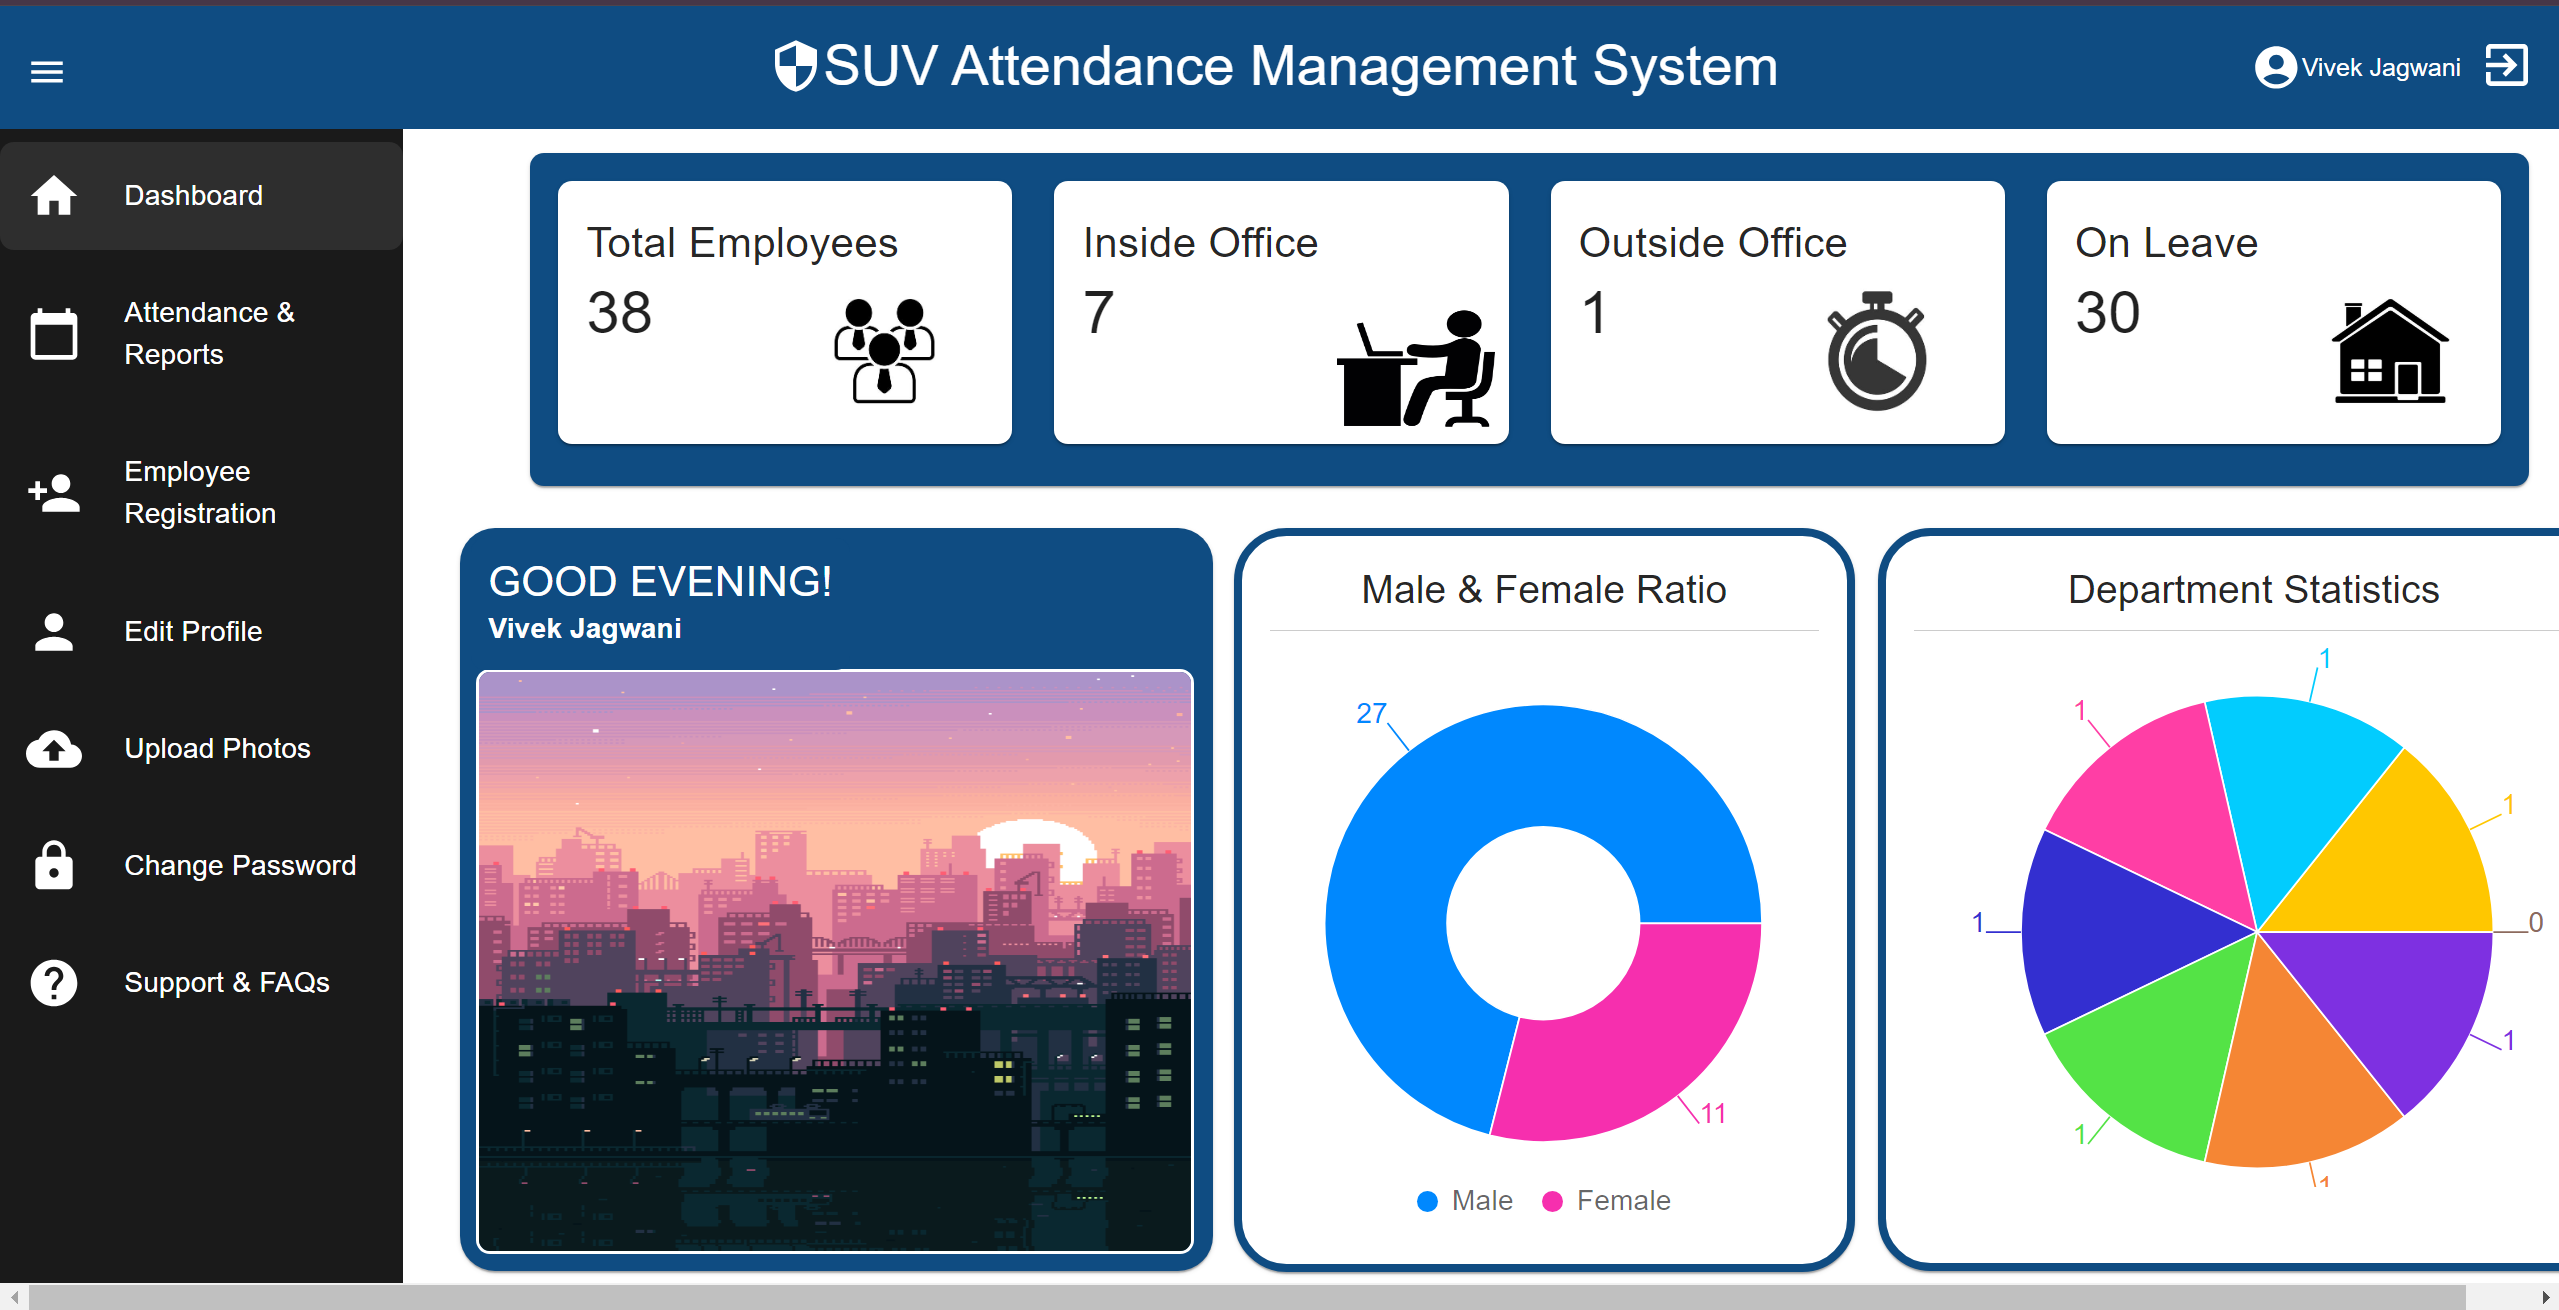 SUV Attendance Management System
Vivek Jagwani
Dashboard
Attendance &
Reports
Employee
Registration
Edit Profile
Upload Photos
Change Password
Support & FAQs
Total Employees
38
Inside Office
7
Outside Office
1
On Leave
30
GOOD EVENING!
Vivek Jagwani
Male & Female Ratio
27
11
Male
Female
Department Statistics
1
1
1
1
0
1
1
1